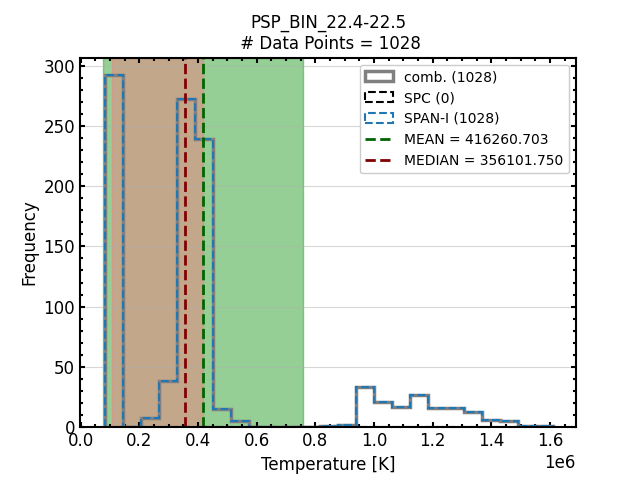 PSP_BIN_22.4-22.5
# Data Points = 1028
300
250
200
150
100
50
0
Frequency
comb. (1028)
SPC (0)
SPAN-I (1028)
MEAN = 416260.703
MEDIAN = 356101.750
0.0 0.2 0.4 0.6 0.8 1.0 1.2 1.4 1.6
Temperature [K]
1e6